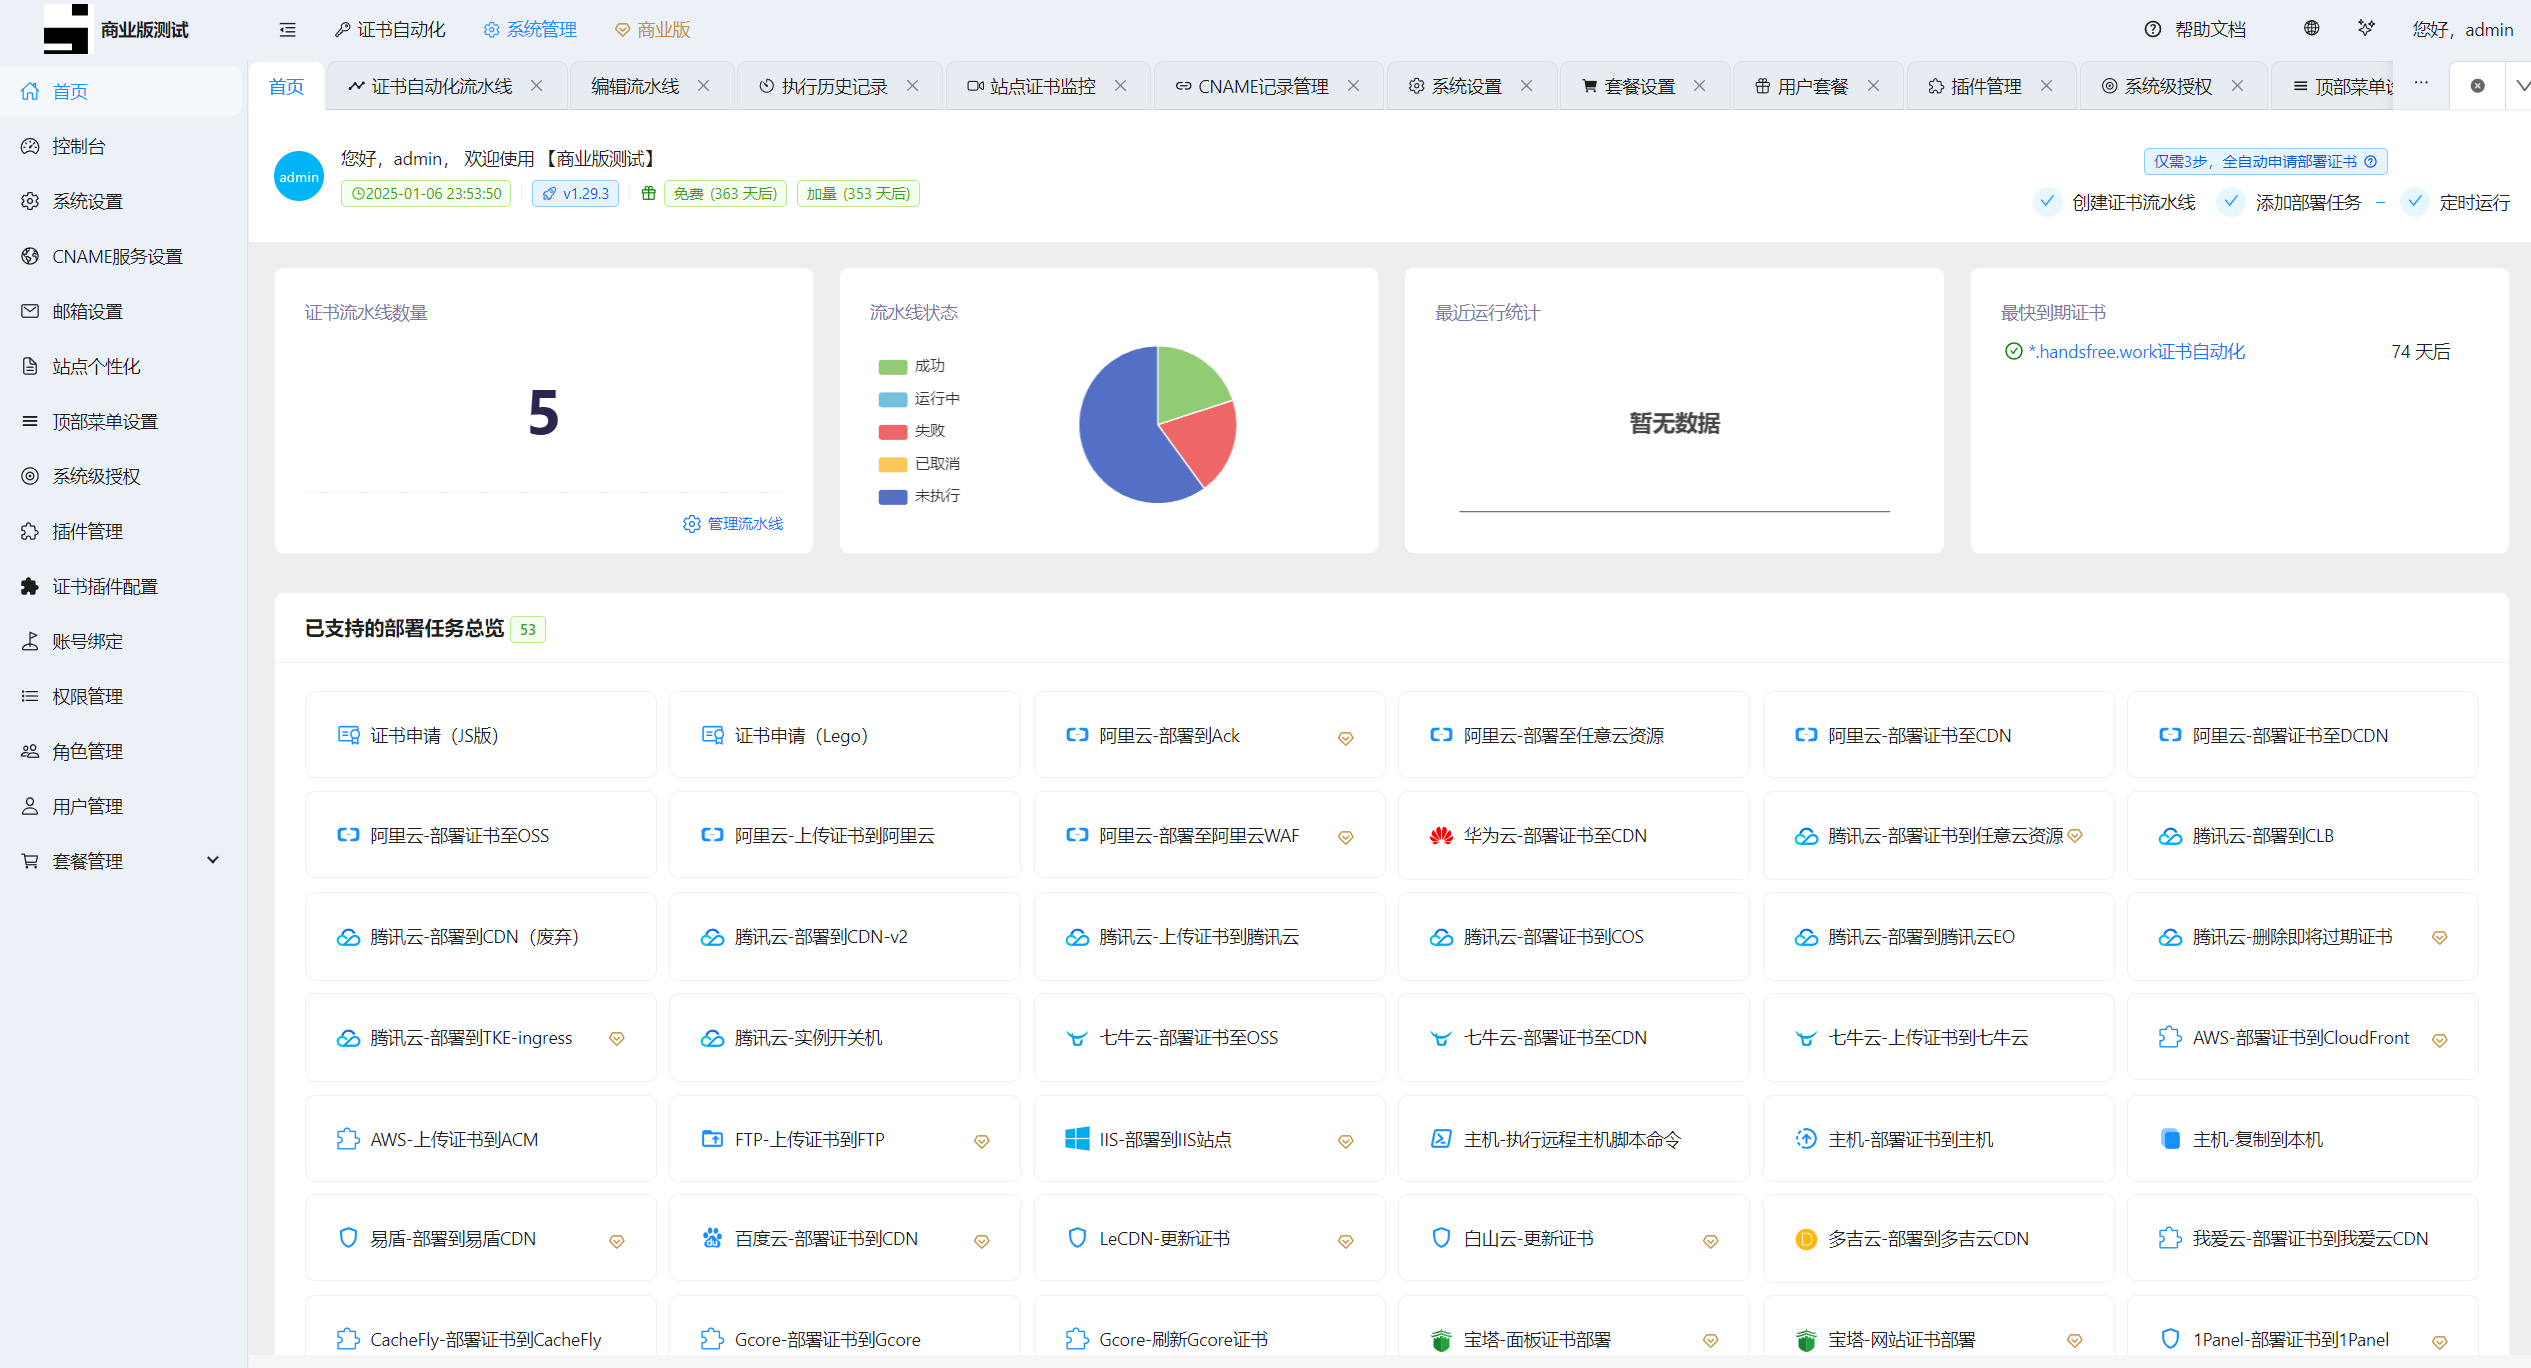 商业版测试
证书自动化
系统管理
商业版
帮助文档
您好，admin
首页
控制台
系统设置
CNAME服务设置
邮箱设置
站点个性化
顶部菜单设置
系统级授权
插件管理
证书插件配置
账号绑定
权限管理
角色管理
用户管理
套餐管理
首页
证书自动化流水线
编辑流水线
执行历史记录
站点证书监控
CNAME记录管理
系统设置
套餐设置
用户套餐
插件管理
系统级授权
顶部菜单
admin
您好，admin， 欢迎使用 【商业版测试】
2025-01-06 23:53:50
v1.29.3
免费 (363 天后)
加量 (353 天后)
仅需3步，全自动申请部署证书
创建证书流水线
添加部署任务
定时运行
证书流水线数量
5
管理流水线
流水线状态
成功
运行中
失败
已取消
未执行
最近运行统计
暂无数据
最快到期证书
*.handsfree.work证书自动化 74 天后
已支持的部署任务总览 53
证书申请（JS版）
证书申请（Lego）
阿里云-部署到Ack
阿里云-部署至任意云资源
阿里云-部署证书至CDN
阿里云-部署证书至DCDN
阿里云-部署证书至OSS
阿里云-上传证书到阿里云
阿里云-部署至阿里云WAF
华为云-部署证书至CDN
腾讯云-部署证书到任意云资源
腾讯云-部署到CLB
腾讯云-部署到CDN（废弃）
腾讯云-部署到CDN-v2
腾讯云-上传证书到腾讯云
腾讯云-部署证书到COS
腾讯云-部署到腾讯云EO
腾讯云-删除即将过期证书
腾讯云-部署到TKE-ingress
腾讯云-实例开关机
七牛云-部署证书至OSS
七牛云-部署证书至CDN
七牛云-上传证书到七牛云
AWS-部署证书到CloudFront
AWS-上传证书到ACM
FTP-上传证书到FTP
IIS-部署到IIS站点
主机-执行远程主机脚本命令
主机-部署证书到主机
主机-复制到本机
易盾-部署到易盾CDN
百度云-部署证书到CDN
LeCDN-更新证书
白山云-更新证书
多吉云-部署到多吉云CDN
我爱云-部署证书到我爱云CDN
CacheFly-部署证书到CacheFly
Gcore-部署证书到Gcore
Gcore-刷新Gcore证书
宝塔-面板证书部署
宝塔-网站证书部署
1Panel-部署证书到1Panel